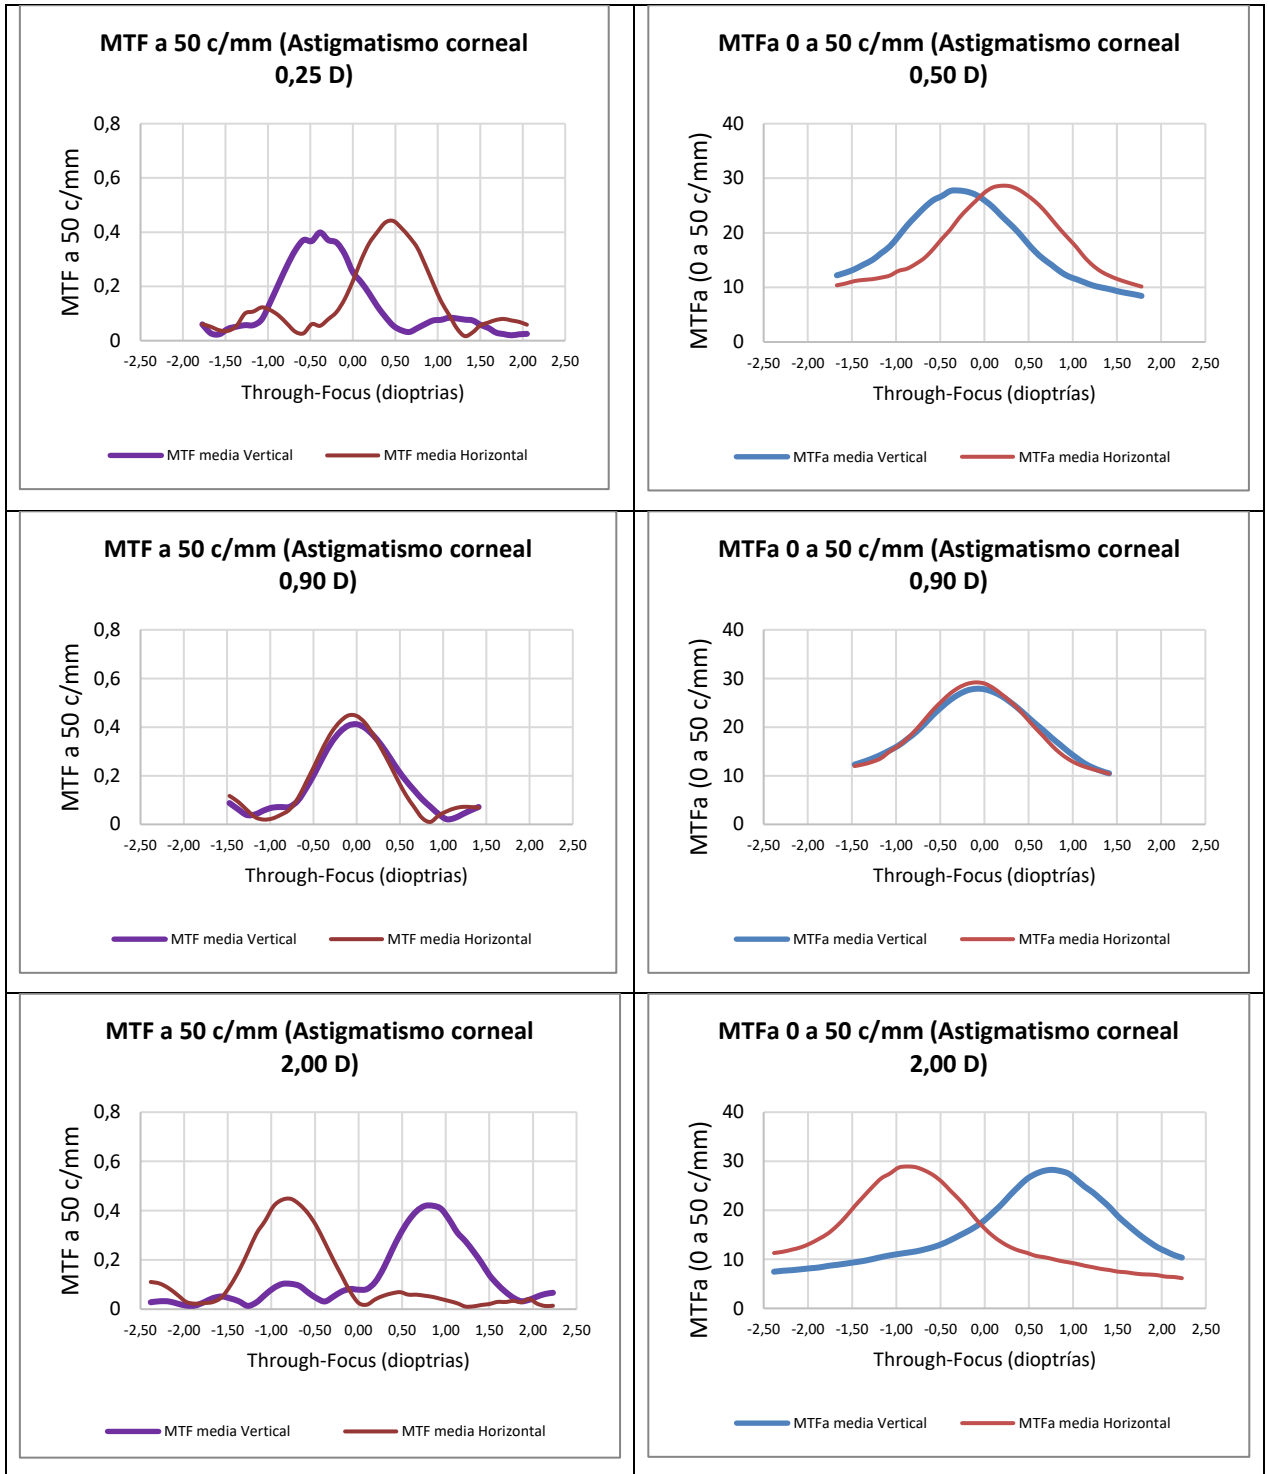 MTF a 50 c/mm (Astigmatismo corneal
0,25 D)
MTF a 50 c/mm
0,8
0,6
0,4
0,2
0
-2,50 -2,00 -1,50 -1,00 -0,50 0,00 0,50 1,00 1,50 2,00 2,50
Through-Focus (dioptrias)
MTF media Vertical MTF media Horizontal
MTFa 0 a 50 c/mm (Astigmatismo corneal
0,50 D)
MTFa (0 a 50 c/mm)
40
30
20
10
0
-2,50 -2,00 -1,50 -1,00 -0,50 0,00 0,50 1,00 1,50 2,00 2,50
Through-Focus (dioptrías)
MTFa media Vertical MTFa media Horizontal
MTF a 50 c/mm (Astigmatismo corneal
0,90 D)
MTF a 50 c/mm
0,8
0,6
0,4
0,2
0
-2,50 -2,00 -1,50 -1,00 -0,50 0,00 0,50 1,00 1,50 2,00 2,50
Through-Focus (dioptrias)
MTF media Vertical MTF media Horizontal
MTFa 0 a 50 c/mm (Astigmatismo corneal
0,90 D)
MTFa (0 a 50 c/mm)
40
30
20
10
0
-2,50 -2,00 -1,50 -1,00 -0,50 0,00 0,50 1,00 1,50 2,00 2,50
Through-Focus (dioptrías)
MTFa media Vertical MTFa media Horizontal
MTF a 50 c/mm (Astigmatismo corneal
2,00 D)
MTF a 50 c/mm
0,8
0,6
0,4
0,2
0
-2,50 -2,00 -1,50 -1,00 -0,50 0,00 0,50 1,00 1,50 2,00 2,50
Through-Focus (dioptrias)
MTF media Vertical MTF media Horizontal
MTFa 0 a 50 c/mm (Astigmatismo corneal
2,00 D)
MTFa (0 a 50 c/mm)
40
30
20
10
0
-2,50 -2,00 -1,50 -1,00 -0,50 0,00 0,50 1,00 1,50 2,00 2,50
Through-Focus (dioptrías)
MTFa media Vertical MTFa media Horizontal